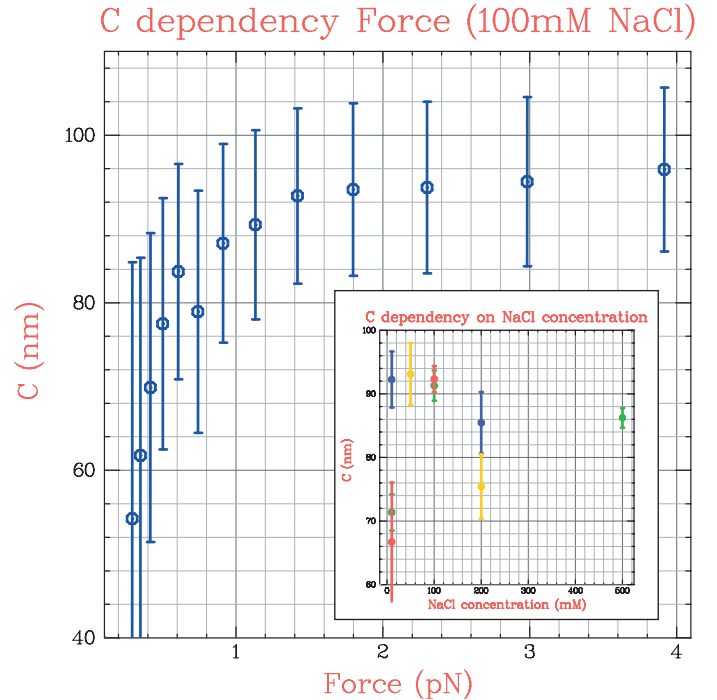 C dependency Force (100mM NaCl)
100
80
60
40
C (nm)
1 2 3 4
Force (pN)
C dependency on NaCl concentration
100
90
80
70
60
C (nm)
0 100 200 300 400 500
NaCl concentration (mM)